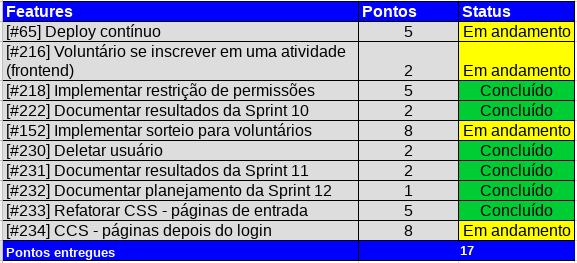 Features Pontos Status
[#65] Deploy contínuo 5 Em andamento
[#216] Voluntário se inscrever em uma atividade
(frontend) 2 Em andamento
[#218] Implementar restrição de permissões 5 Concluído
[#222] Documentar resultados da Sprint 10 2 Concluído
[#152] Implementar sorteio para voluntários 8 Em andamento
[#230] Deletar usuário 2 Concluído
[#231] Documentar resultados da Sprint 11 2 Concluído
[#232] Documentar planejamento da Sprint 12 1 Concluído
[#233] Refatorar CSS - páginas de entrada 5 Concluído
[#234] CCS - páginas depois do login 8 Em andamento
Pontos entregues 17